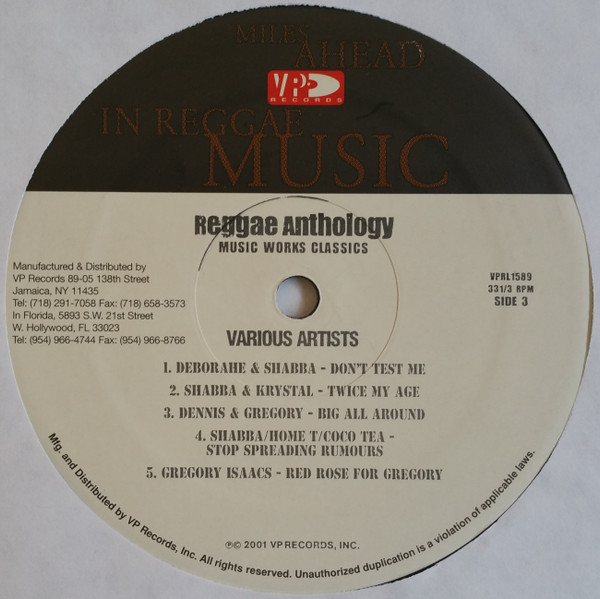 MILES
AHEAD
VP
RECORDS
IN REGGAE
MUSIC
Reggae Anthology
MUSIC WORKS CLASSICS
Manufactured & Distributed by
VP Records 89-05 138th Street
Jamaica, NY 11435
Tel: (718) 291-7058 Fax: (718) 658-3573
In Florida, 5893 S.W. 21st Street
W. Hollywood, FL 33023
Tel: (954) 966-4744 Fax: (954) 966-8766
VPRL1589
331/3 RPM
SIDE 3
VARIOUS ARTISTS
1. DEBORAHE & SHABBA - DON'T TEST ME
2. SHABBA & KRYSTAL - TWICE MY AGE
3. DENNIS & GREGORY - BIG ALL AROUND
4. SHABBA/HOME T/COCO TEA -
STOP SPREADING RUMOURS
5. GREGORY ISAACS - RED ROSE FOR GREGORY
℗© 2001 VP RECORDS, INC.
Mfg. and Distributed by VP Records, Inc. All rights reserved. Unauthorized duplication is a violation of applicable laws.